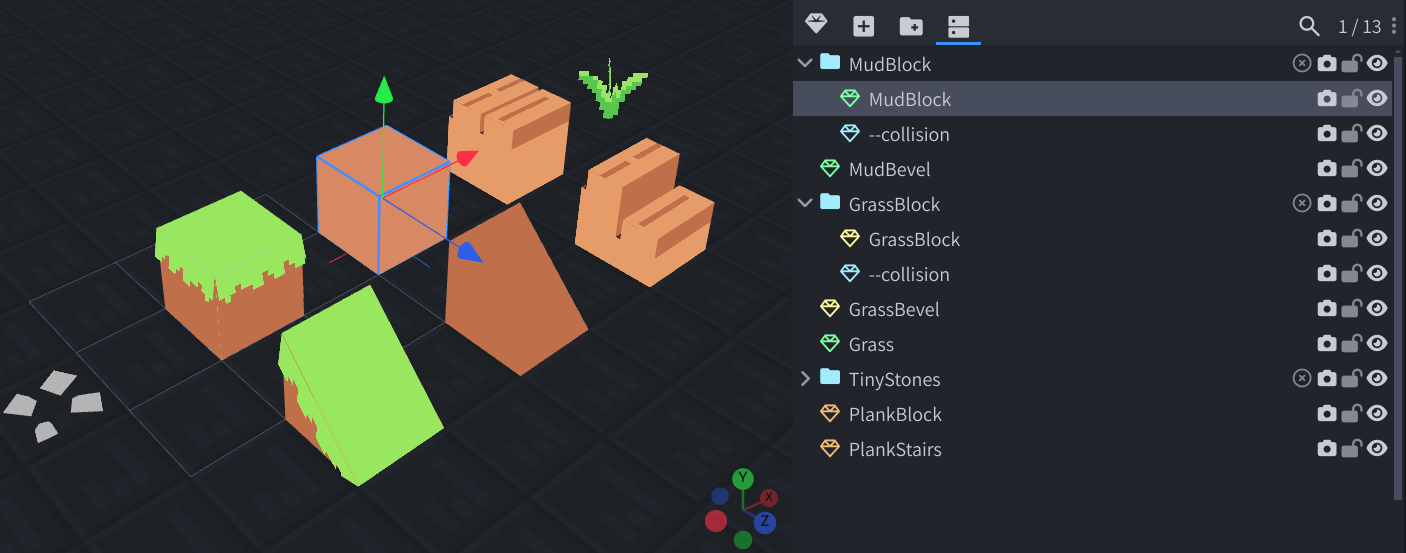 1 / 13
MudBlock
MudBlock
--collision
MudBevel
GrassBlock
GrassBlock
--collision
GrassBevel
Grass
TinyStones
PlankBlock
PlankStairs
Y
X
Z